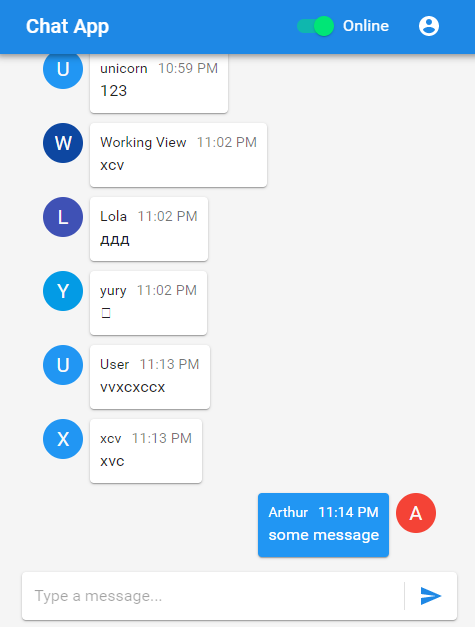 Chat App Online
U unicorn 10:59 PM
123
W Working View 11:02 PM
xcv
L Lola 11:02 PM
ддд
Y yury 11:02 PM
U User 11:13 PM
vvxcxccx
X xcv 11:13 PM
xvc
Arthur 11:14 PM A
some message
Type a message...